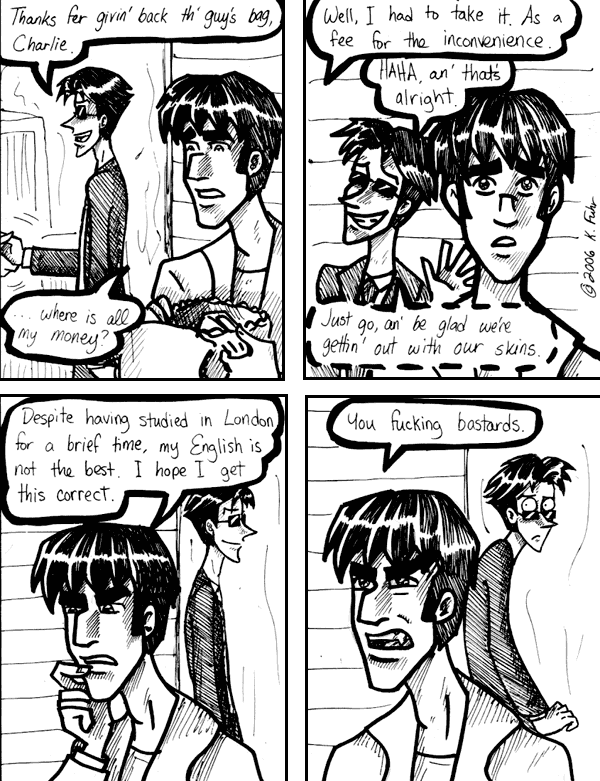 Thanks fer givin' back th' guy's bag,
Charlie.
... where is all
my money?
Well, I had to take it. As a
fee for the inconvenience.
HAHA, an' that's
alright.
Just go, an' be glad we're
gettin' out with our skins.
© 2006 K. Fuhr
Despite having studied in London
for a brief time, my English is
not the best. I hope I get
this correct.
You fucking bastards.